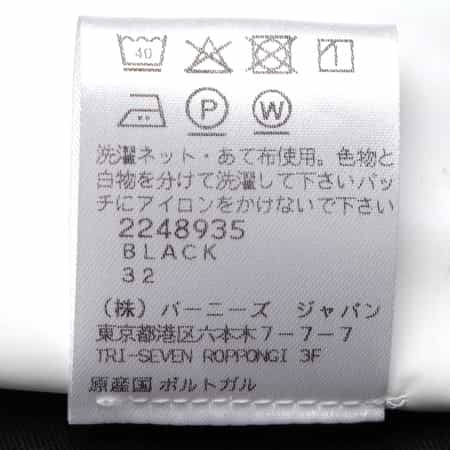 40
P W
洗濯ネット・あて布使用。色物と
白物を分けて洗濯して下さいパッ
チにアイロンをかけないで下さい
2248935
BLACK
32
(株) バーニーズ ジャパン
東京都港区六本木7-7-7
TRI-SEVEN ROPPONGI 3F
原産国 ポルトガル